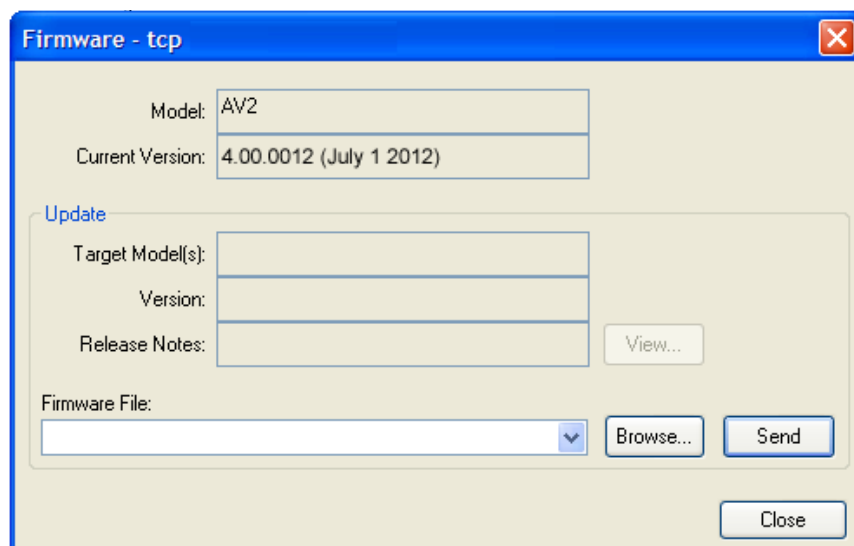 Firmware - tcp
Model: AV2
Current Version: 4.00.0012 (July 1 2012)
Update
Target Model(s):
Version:
Release Notes: View...
Firmware File:
Browse... Send
Close